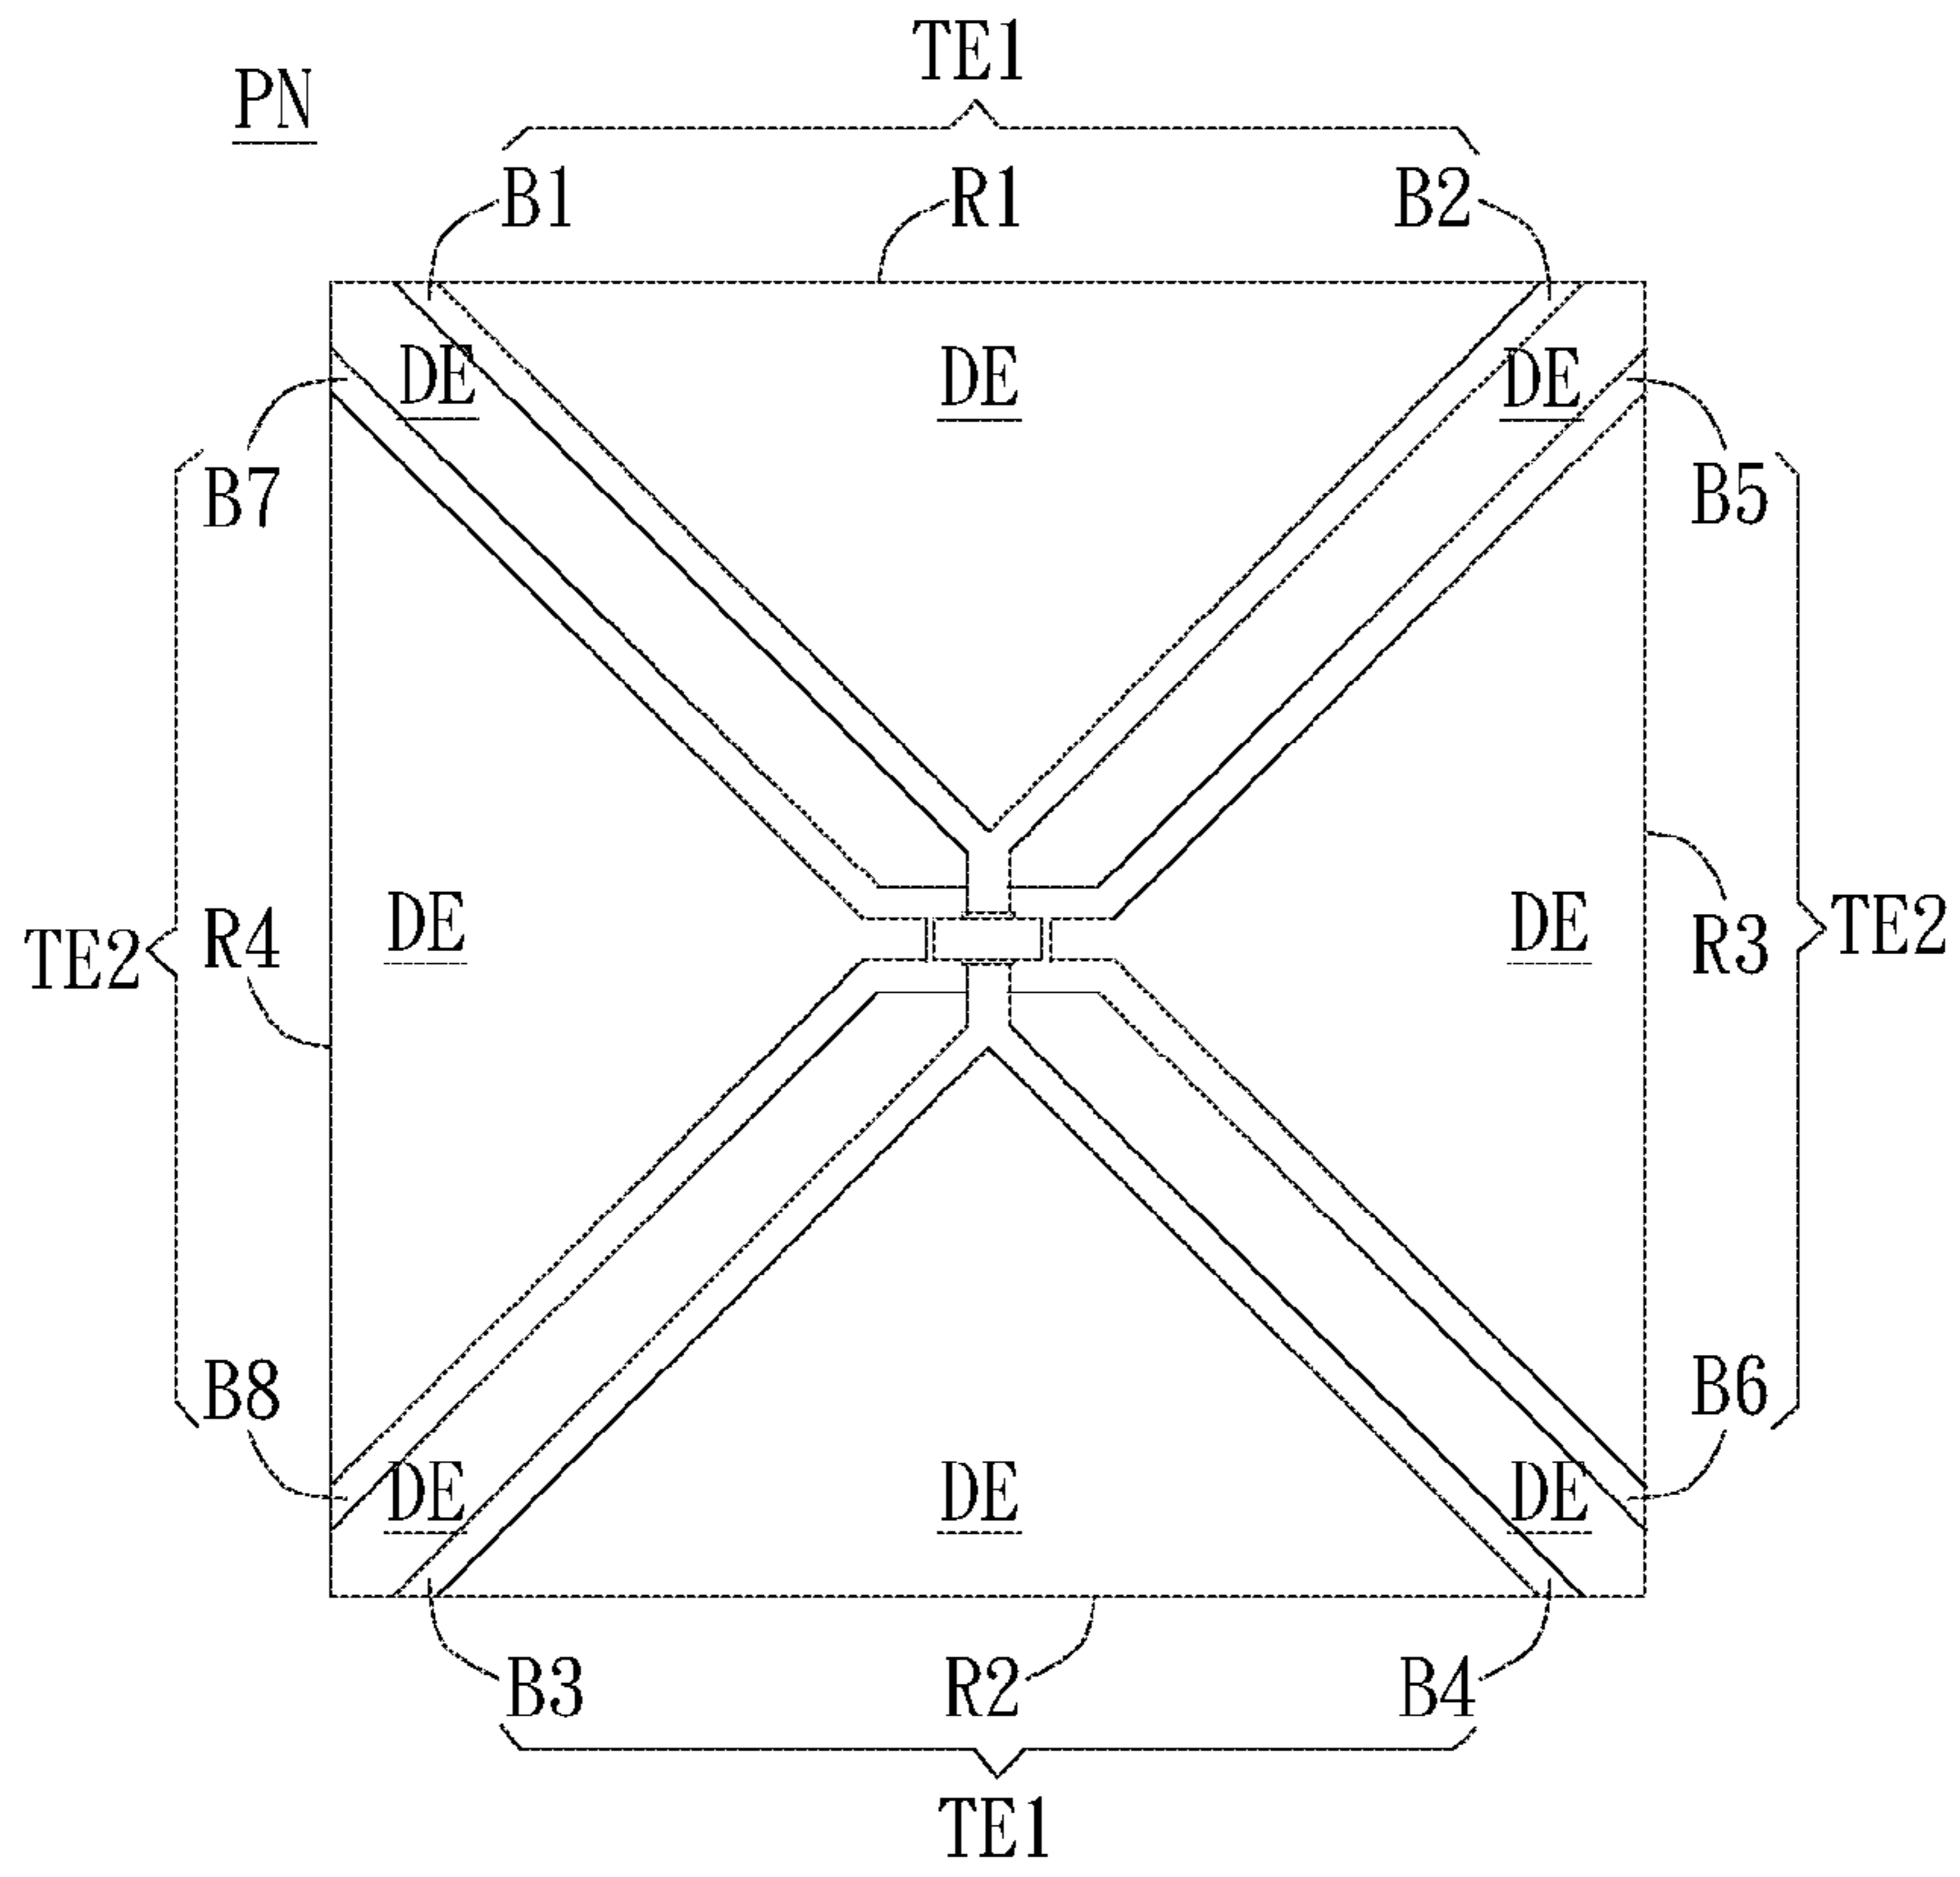 TE1
PN
B1 R1 B2
DE DE DE
B7 B5
TE2 R4 DE DE R3 TE2
B8 B6
DE DE DE
B3 R2 B4
TE1